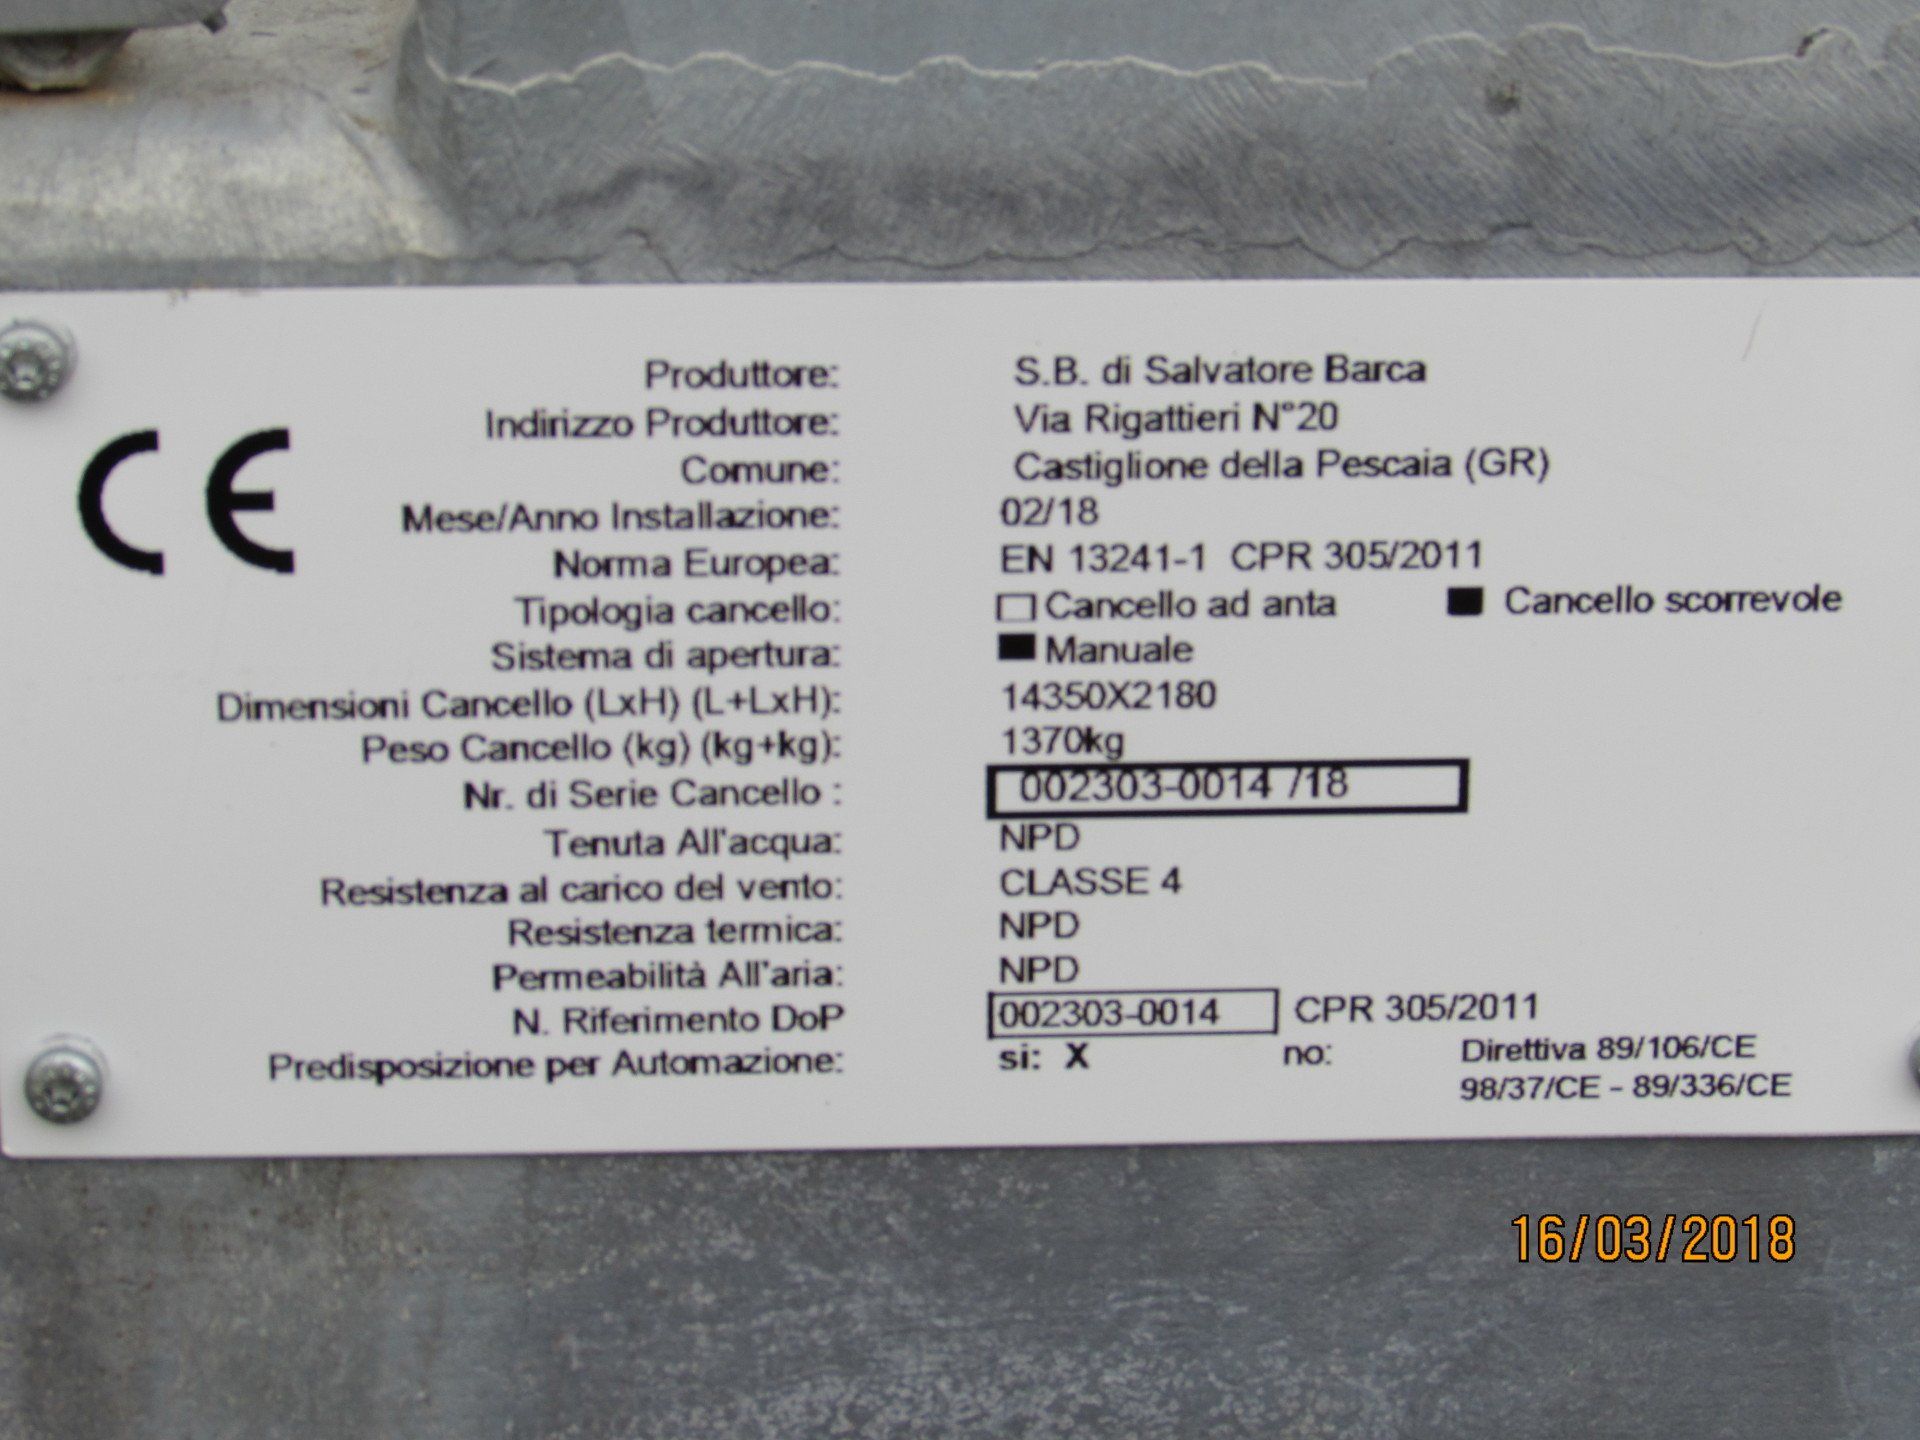 CE
Produttore: S.B. di Salvatore Barca
Indirizzo Produttore: Via Rigattieri N°20
Comune: Castiglione della Pescaia (GR)
Mese/Anno Installazione: 02/18
Norma Europea: EN 13241-1 CPR 305/2011
Tipologia cancello: Cancello ad anta Cancello scorrevole
Sistema di apertura: Manuale
Dimensioni Cancello (LxH) (L+LxH): 14350X2180
Peso Cancello (kg) (kg+kg): 1370kg
Nr. di Serie Cancello : 002303-0014 /18
Tenuta All'acqua: NPD
Resistenza al carico del vento: CLASSE 4
Resistenza termica: NPD
Permeabilità All'aria: NPD
N. Riferimento DoP 002303-0014 CPR 305/2011
Predisposizione per Automazione: si: X no: Direttiva 89/106/CE
98/37/CE - 89/336/CE
16/03/2018